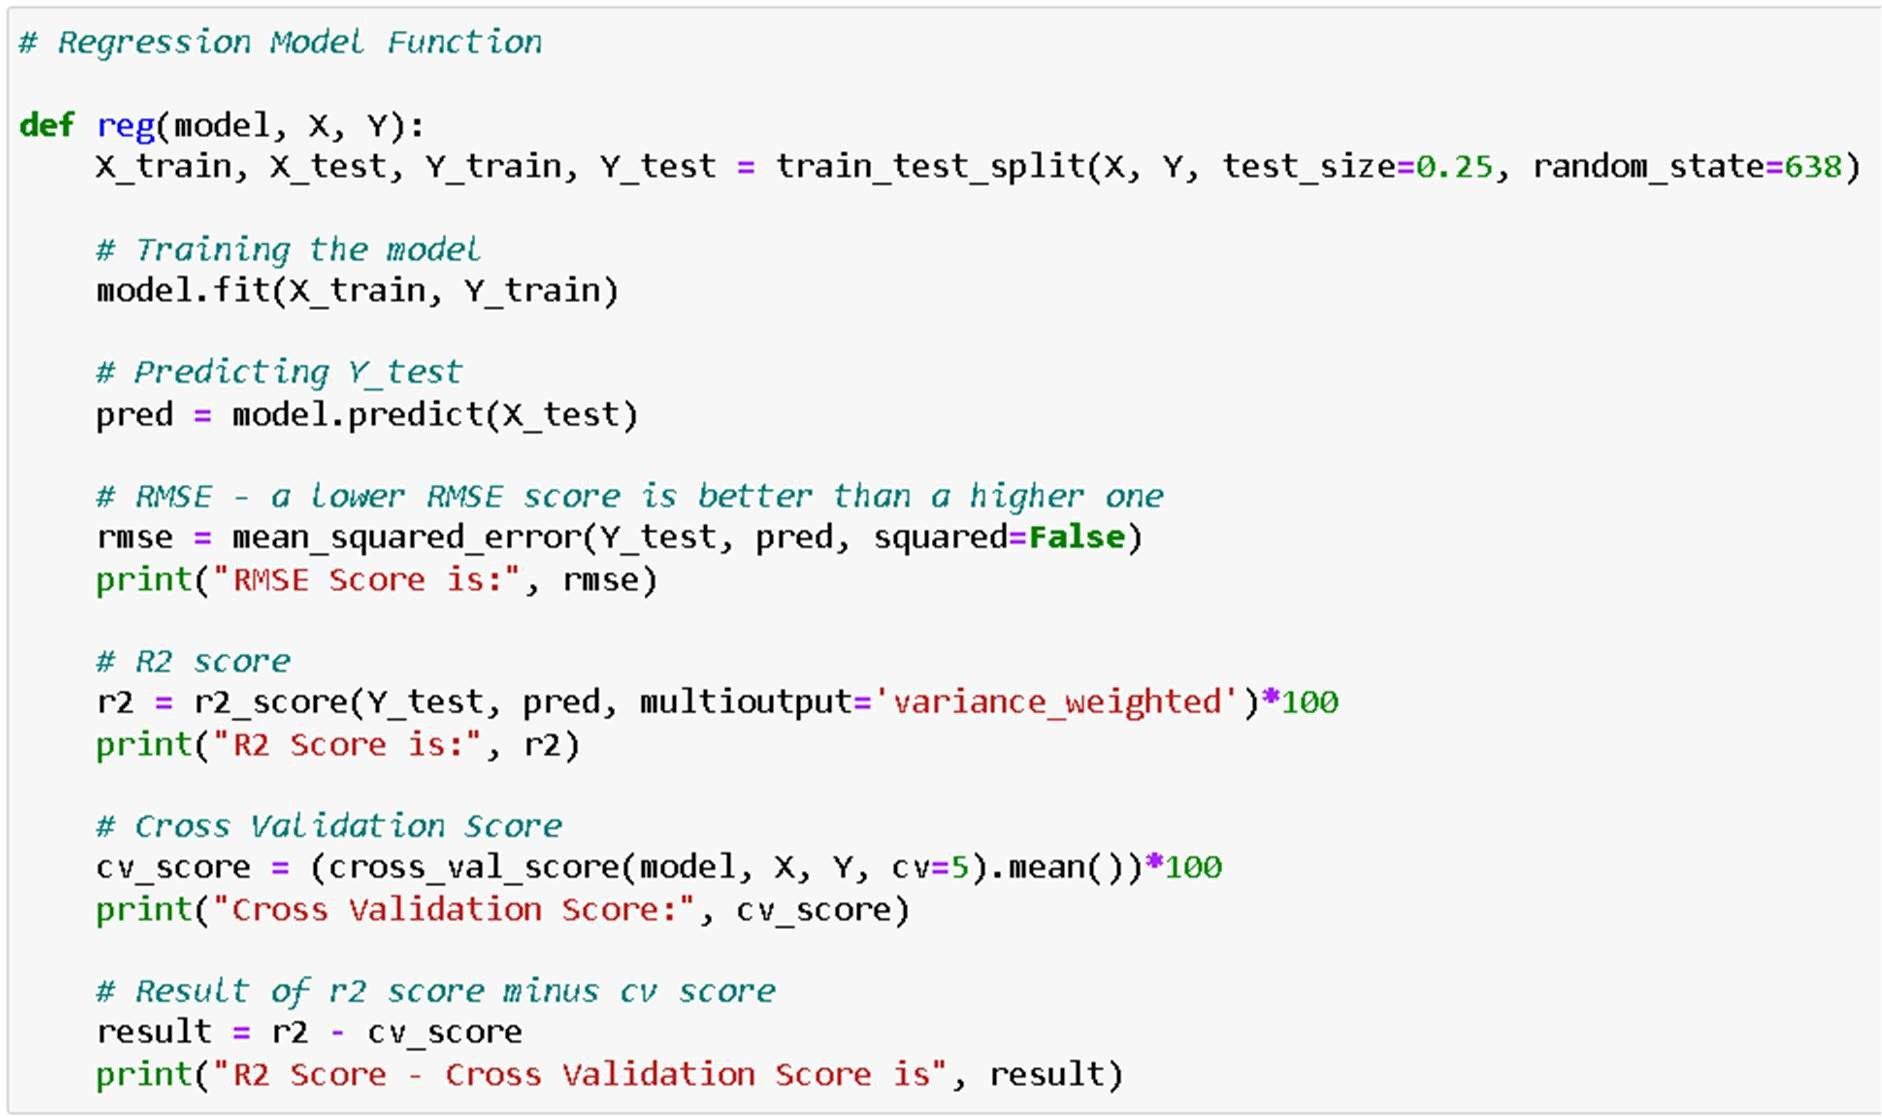 # Regression Model Function
def reg(model, X, Y):
    X_train, X_test, Y_train, Y_test = train_test_split(X, Y, test_size=0.25, random_state=638)
    # Training the model
    model.fit(X_train, Y_train)
    # Predicting Y_test
    pred = model.predict(X_test)
    # RMSE - a lower RMSE score is better than a higher one
    rmse = mean_squared_error(Y_test, pred, squared=False)
    print("RMSE Score is:", rmse)
    # R2 score
    r2 = r2_score(Y_test, pred, multioutput='variance_weighted')*100
    print("R2 Score is:", r2)
    # Cross Validation Score
    cv_score = (cross_val_score(model, X, Y, cv=5).mean())*100
    print("Cross Validation Score:", cv_score)
    # Result of r2 score minus cv score
    result = r2 - cv_score
    print("R2 Score - Cross Validation Score is", result)